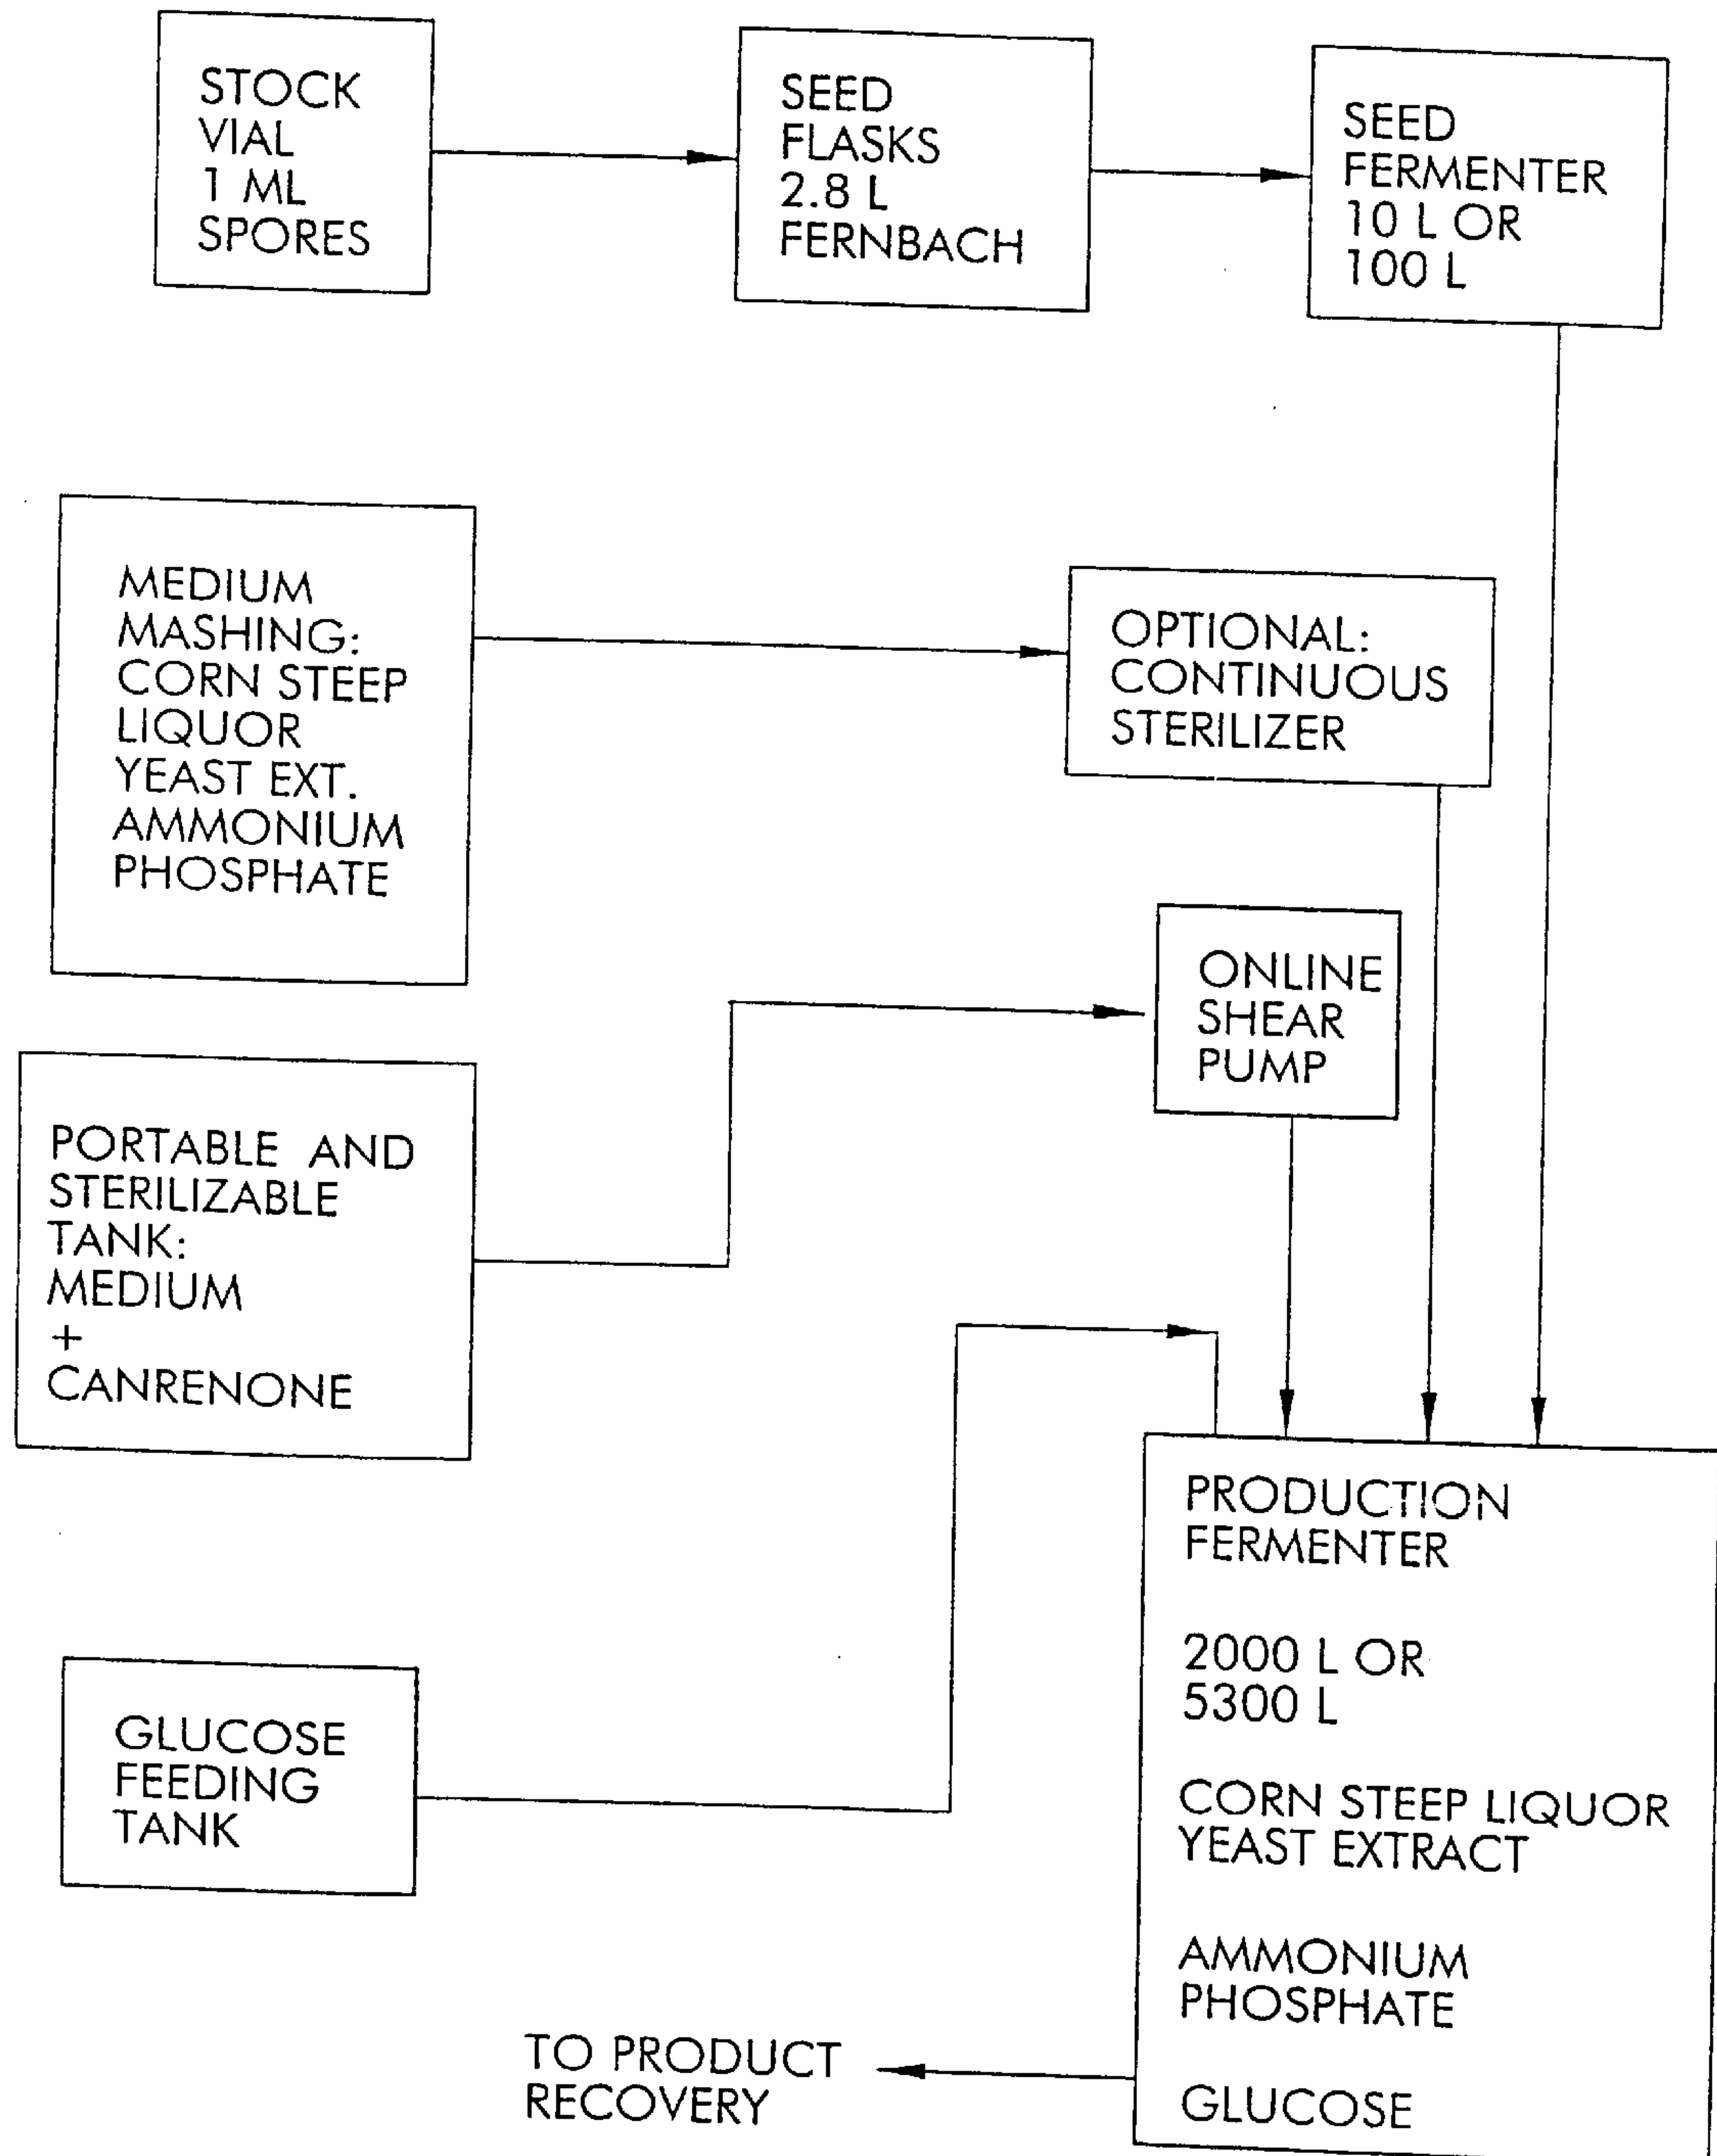 STOCK
VIAL
1 ML
SPORES
SEED
FLASKS
2.8 L
FERNBACH
SEED
FERMENTER
10 L OR
100 L
MEDIUM
MASHING:
CORN STEEP
LIQUOR
YEAST EXT.
AMMONIUM
PHOSPHATE
OPTIONAL:
CONTINUOUS
STERILIZER
ONLINE
SHEAR
PUMP
PORTABLE AND
STERILIZABLE
TANK:
MEDIUM
+
CANRENONE
GLUCOSE
FEEDING
TANK
PRODUCTION
FERMENTER
2000 L OR
5300 L
CORN STEEP LIQUOR
YEAST EXTRACT
AMMONIUM
PHOSPHATE
GLUCOSE
TO PRODUCT
RECOVERY